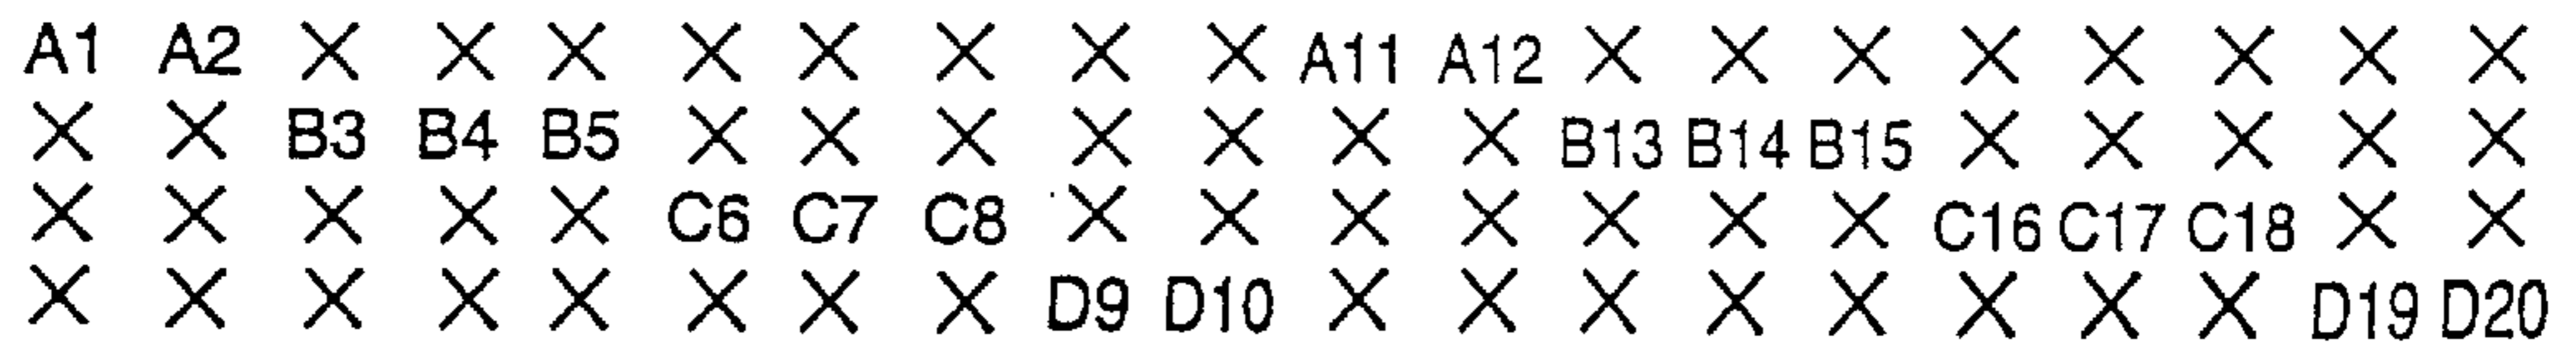 A1 A2 X X X X X X X X A11 A12 X X X X X X X X
X X B3 B4 B5 X X X X X X X B13 B14 B15 X X X X X
X X X X X C6 C7 C8 X X X X X X X C16 C17 C18 X X
X X X X X X X X D9 D10 X X X X X X X X D19 D20